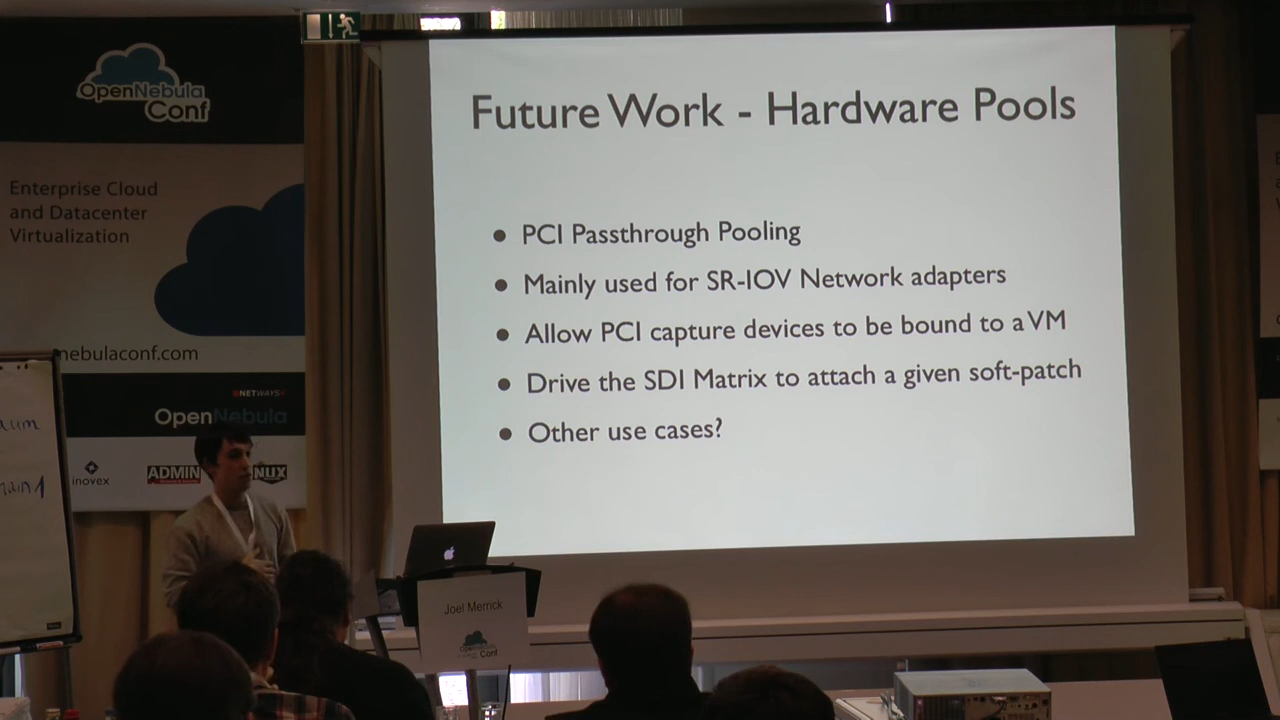 OpenNebula
Conf
Enterprise Cloud
and Datacenter
Virtualization
nebulaconf.com
NETWAYS
OpenNebula
inovex
ADMIN
Future Work - Hardware Pools
• PCI Passthrough Pooling
• Mainly used for SR-IOV Network adapters
• Allow PCI capture devices to be bound to a VM
• Drive the SDI Matrix to attach a given soft-patch
• Other use cases?
Joel Merrick
OpenNebula
Conf